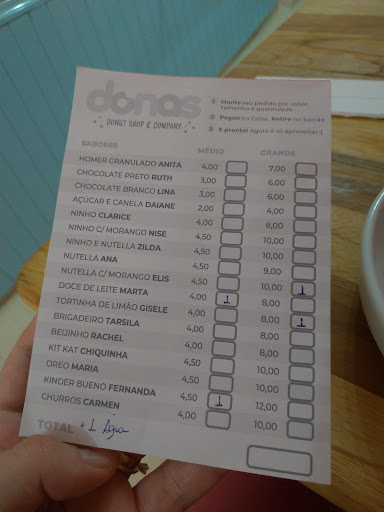 donas
DONUT SHOP & COMPANY
1 Monte seu pedido por sabor, tamanho e quantidade
2 Pague no Caixa, Retire no balcão
3 E pronto! Agora é só aproveitar :)
SABORES MÉDIO GRANDE
HOMER GRANULADO ANITA 4,00 7,00
CHOCOLATE PRETO RUTH 3,00 6,00
CHOCOLATE BRANCO LINA 3,00 6,00
AÇÚCAR E CANELA DAIANE 2,00 4,00
NINHO CLARICE 4,00 8,00
NINHO C/ MORANGO NISE 4,50 10,00
NINHO E NUTELLA ZILDA 4,50 10,00
NUTELLA ANA 4,50 9,00
NUTELLA C/ MORANGO ELIS 4,50 10,00 1
DOCE DE LEITE MARTA 4,00 1 8,00
TORTINHA DE LIMÃO GISELE 4,00 8,00 1
BRIGADEIRO TARSILA 4,00 8,00
BEIJINHO RACHEL 4,00 8,00
KIT KAT CHIQUINHA 4,50 10,00
OREO MARIA 4,50 10,00
KINDER BUENO FERNANDA 4,50 1 12,00
CHURROS CARMEN 4,00 10,00
TOTAL + 1 Água